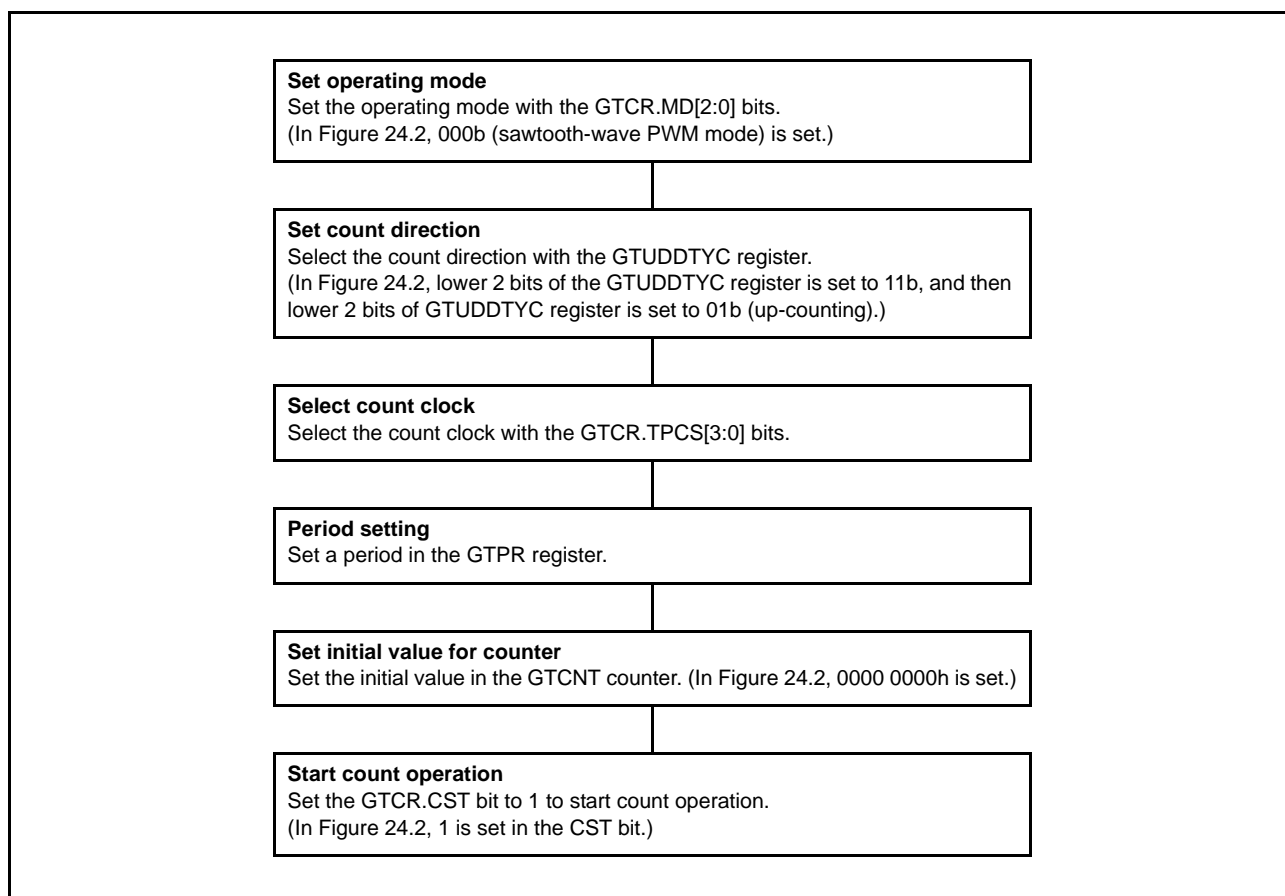 Set operating mode
Set the operating mode with the GTCR.MD[2:0] bits.
(In Figure 24.2, 000b (sawtooth-wave PWM mode) is set.)
Set count direction
Select the count direction with the GTUDDTYC register.
(In Figure 24.2, lower 2 bits of the GTUDDTYC register is set to 11b, and then
lower 2 bits of GTUDDTYC register is set to 01b (up-counting).)
Select count clock
Select the count clock with the GTCR.TPCS[3:0] bits.
Period setting
Set a period in the GTPR register.
Set initial value for counter
Set the initial value in the GTCNT counter. (In Figure 24.2, 0000 0000h is set.)
Start count operation
Set the GTCR.CST bit to 1 to start count operation.
(In Figure 24.2, 1 is set in the CST bit.)